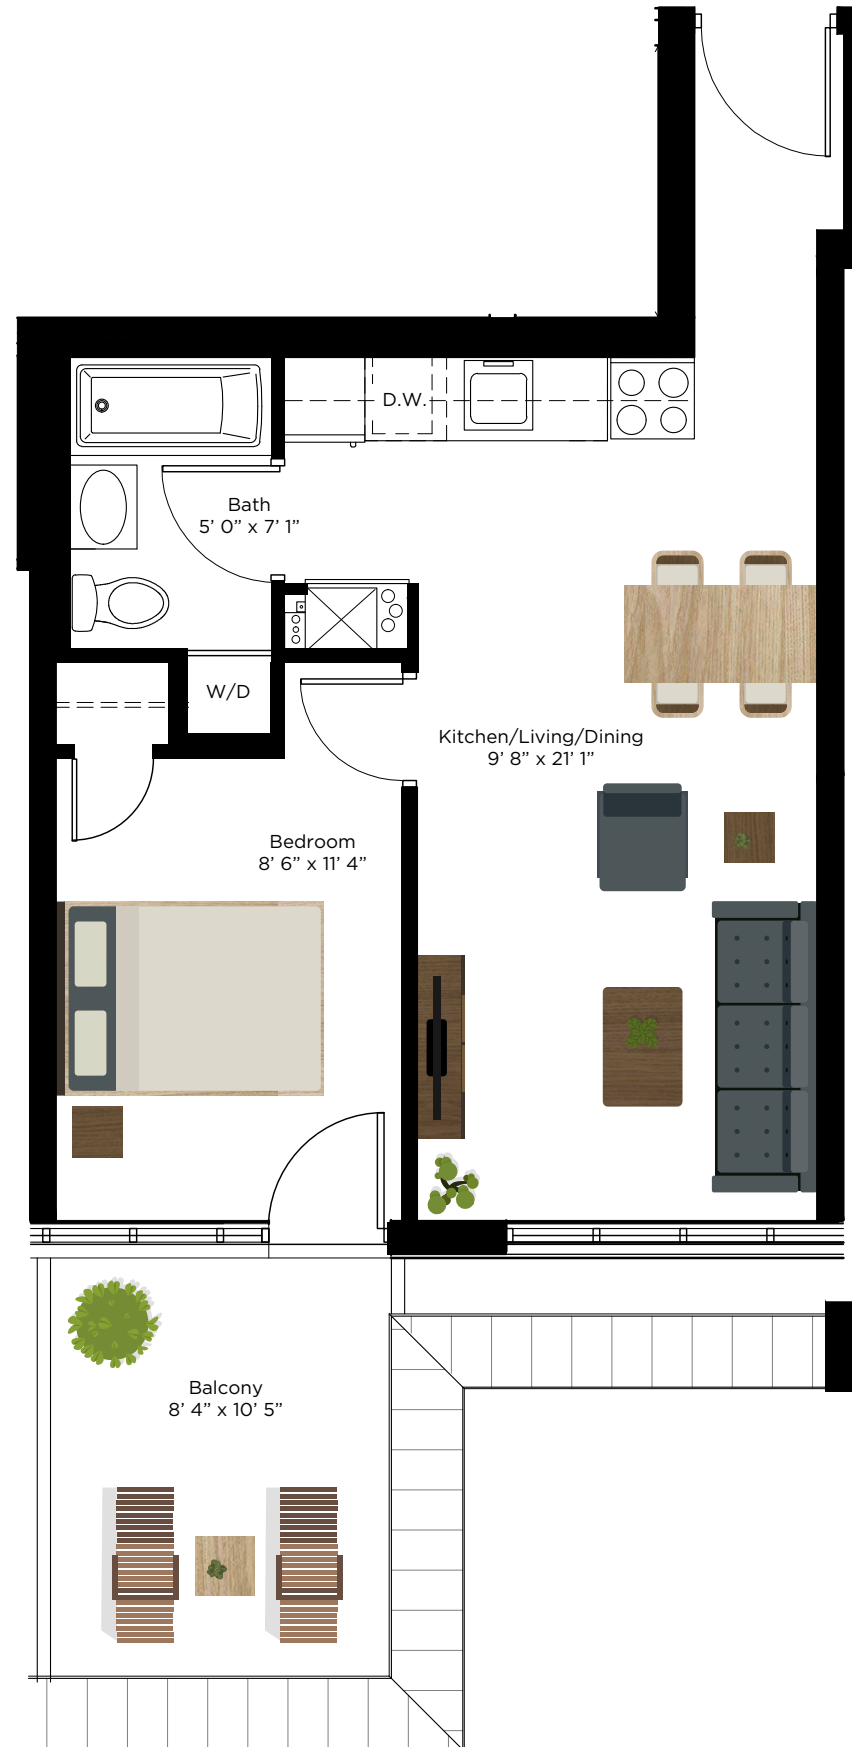 D.W.
Bath
5’ 0” x 7’ 1”
W/D
Kitchen/Living/Dining
9’ 8” x 21’ 1”
Bedroom
8’ 6” x 11’ 4”
Balcony
8’ 4” x 10’ 5”